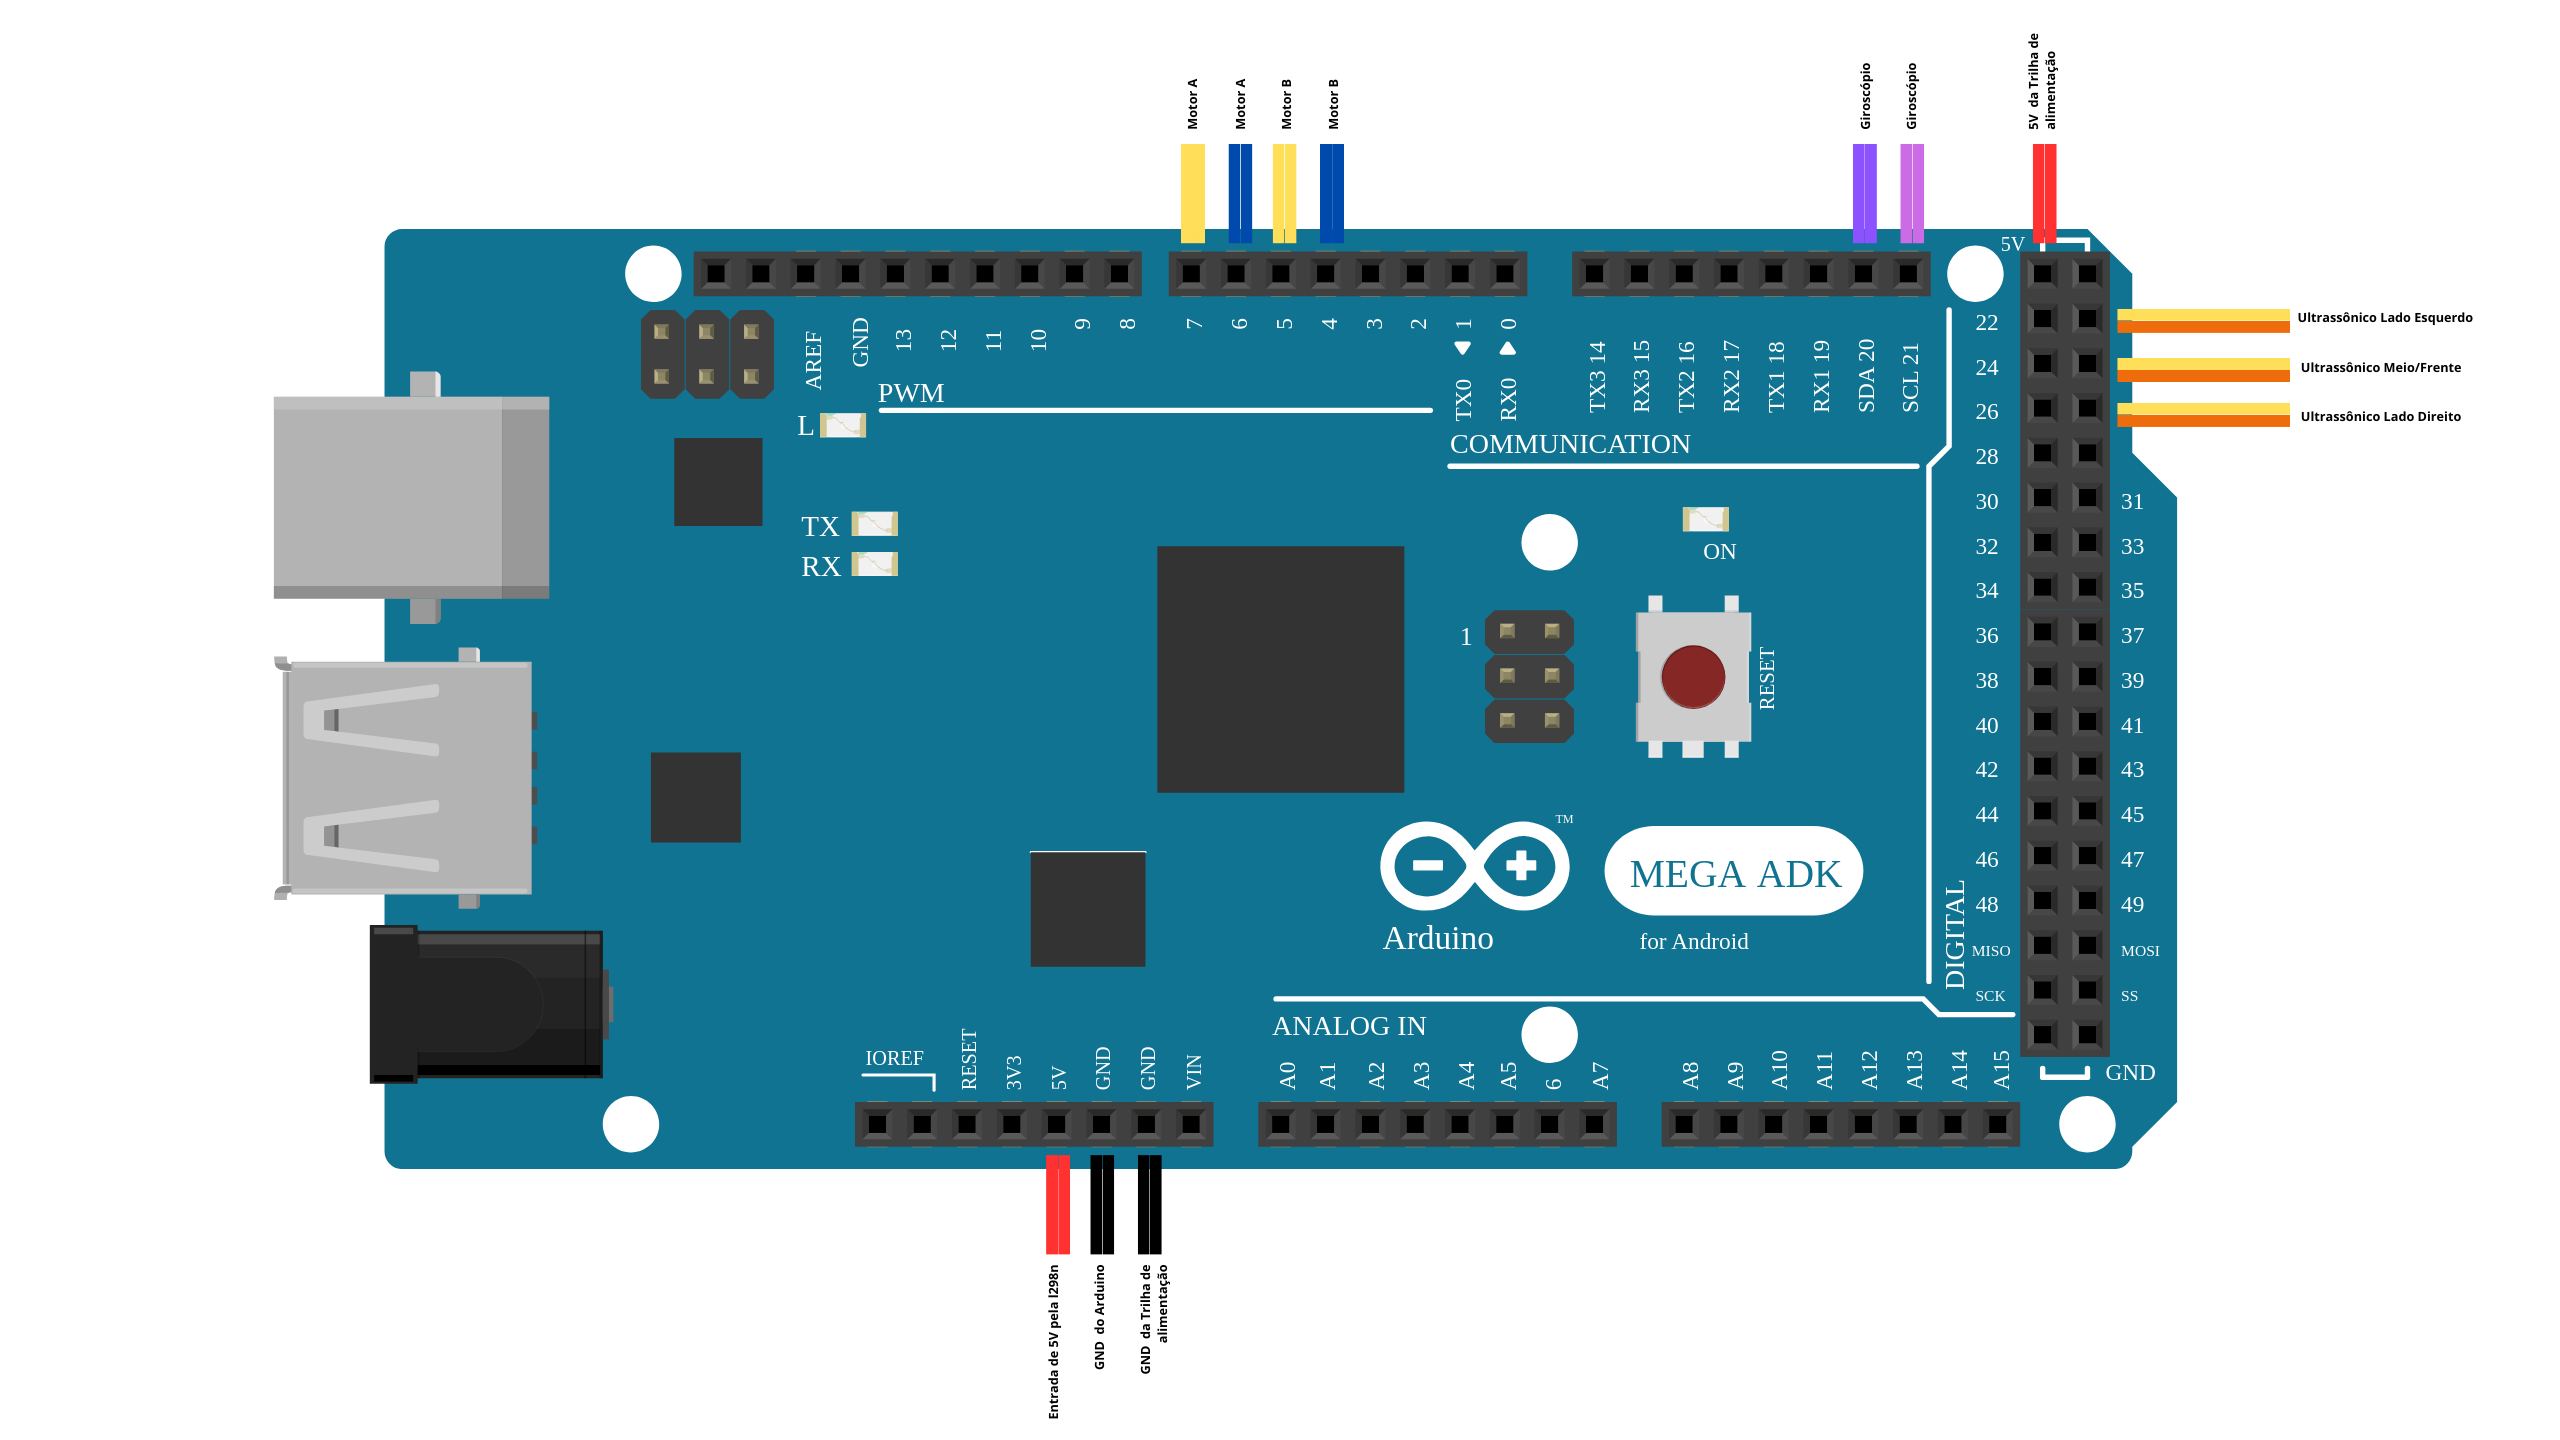 Motor A
Motor A
Motor B
Motor B
Giroscópio
Giroscópio
5V da Trilha de
alimentação
5V
Ultrassônico Lado Esquerdo
Ultrassônico Meio/Frente
Ultrassônico Lado Direito
AREF
GND
13
12
11
10
9
8
7
6
5
4
3
2
1
0
TX0
RX0
TX3 14
RX3 15
TX2 16
RX2 17
TX1 18
RX1 19
SDA 20
SCL 21
PWM
L
COMMUNICATION
TX
RX
ON
1
RESET
22
24
26
28
30 31
32 33
34 35
36 37
38 39
40 41
42 43
44 45
46 47
48 49
MISO MOSI
SCK SS
DIGITAL
GND
TM
Arduino
MEGA ADK
for Android
ANALOG IN
IOREF
RESET
3V3
5V
GND
GND
VIN
A0
A1
A2
A3
A4
A5
6
A7
A8
A9
A10
A11
A12
A13
A14
A15
Entrada de 5V pela l298n
GND do Arduino
GND da Trilha de
alimentação